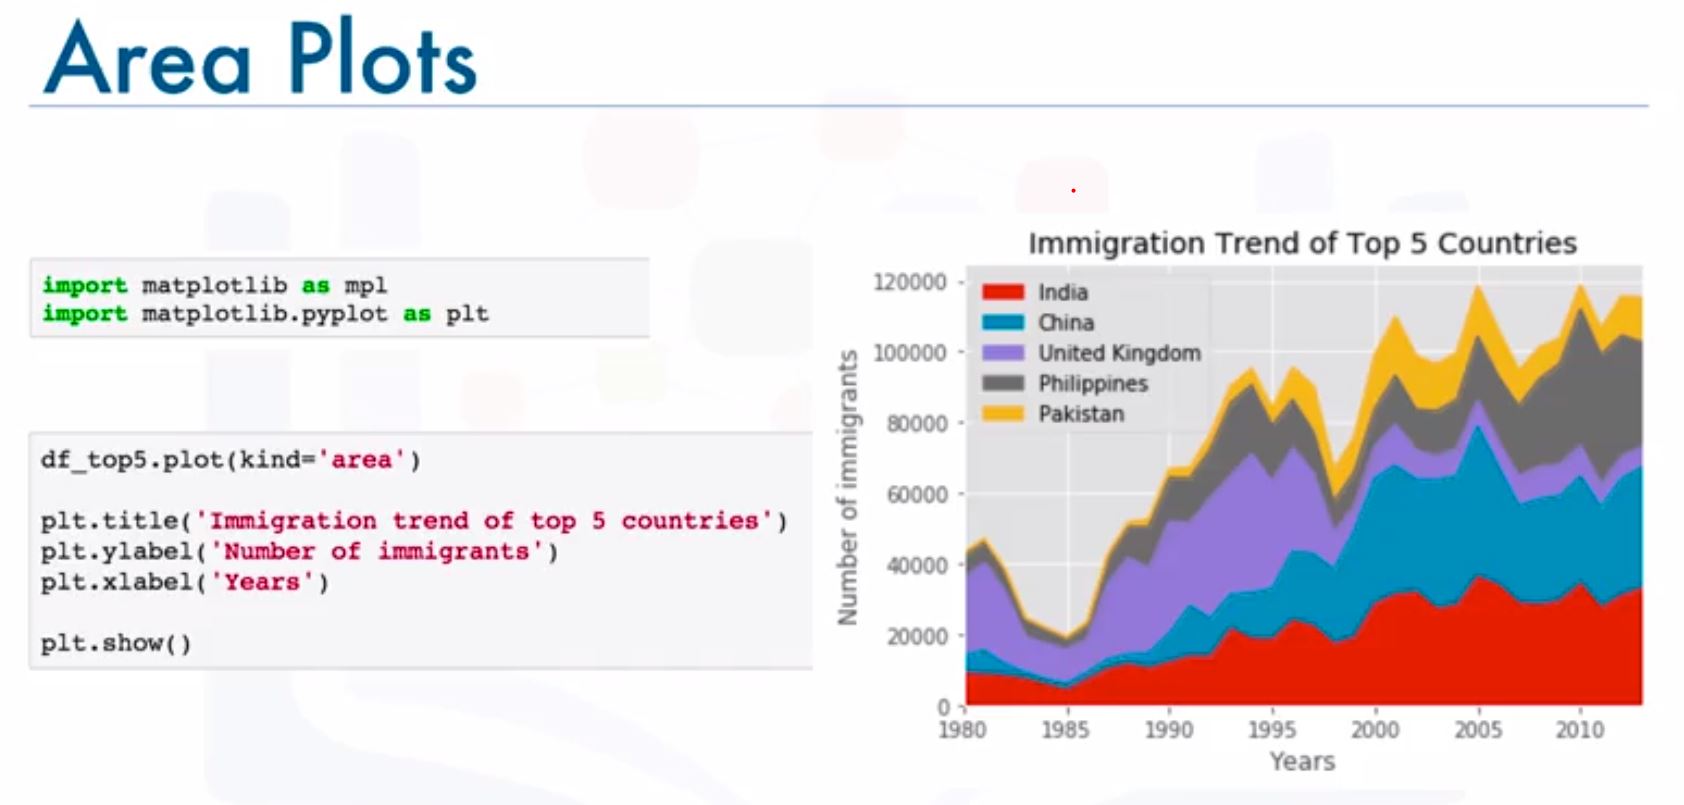 Area Plots
import matplotlib as mpl
import matplotlib.pyplot as plt
df_top5.plot(kind='area')
plt.title('Immigration trend of top 5 countries')
plt.ylabel('Number of immigrants')
plt.xlabel('Years')
plt.show()
Immigration Trend of Top 5 Countries
India
China
United Kingdom
Philippines
Pakistan
Number of immigrants
120000
100000
80000
60000
40000
20000
0
1980 1985 1990 1995 2000 2005 2010
Years